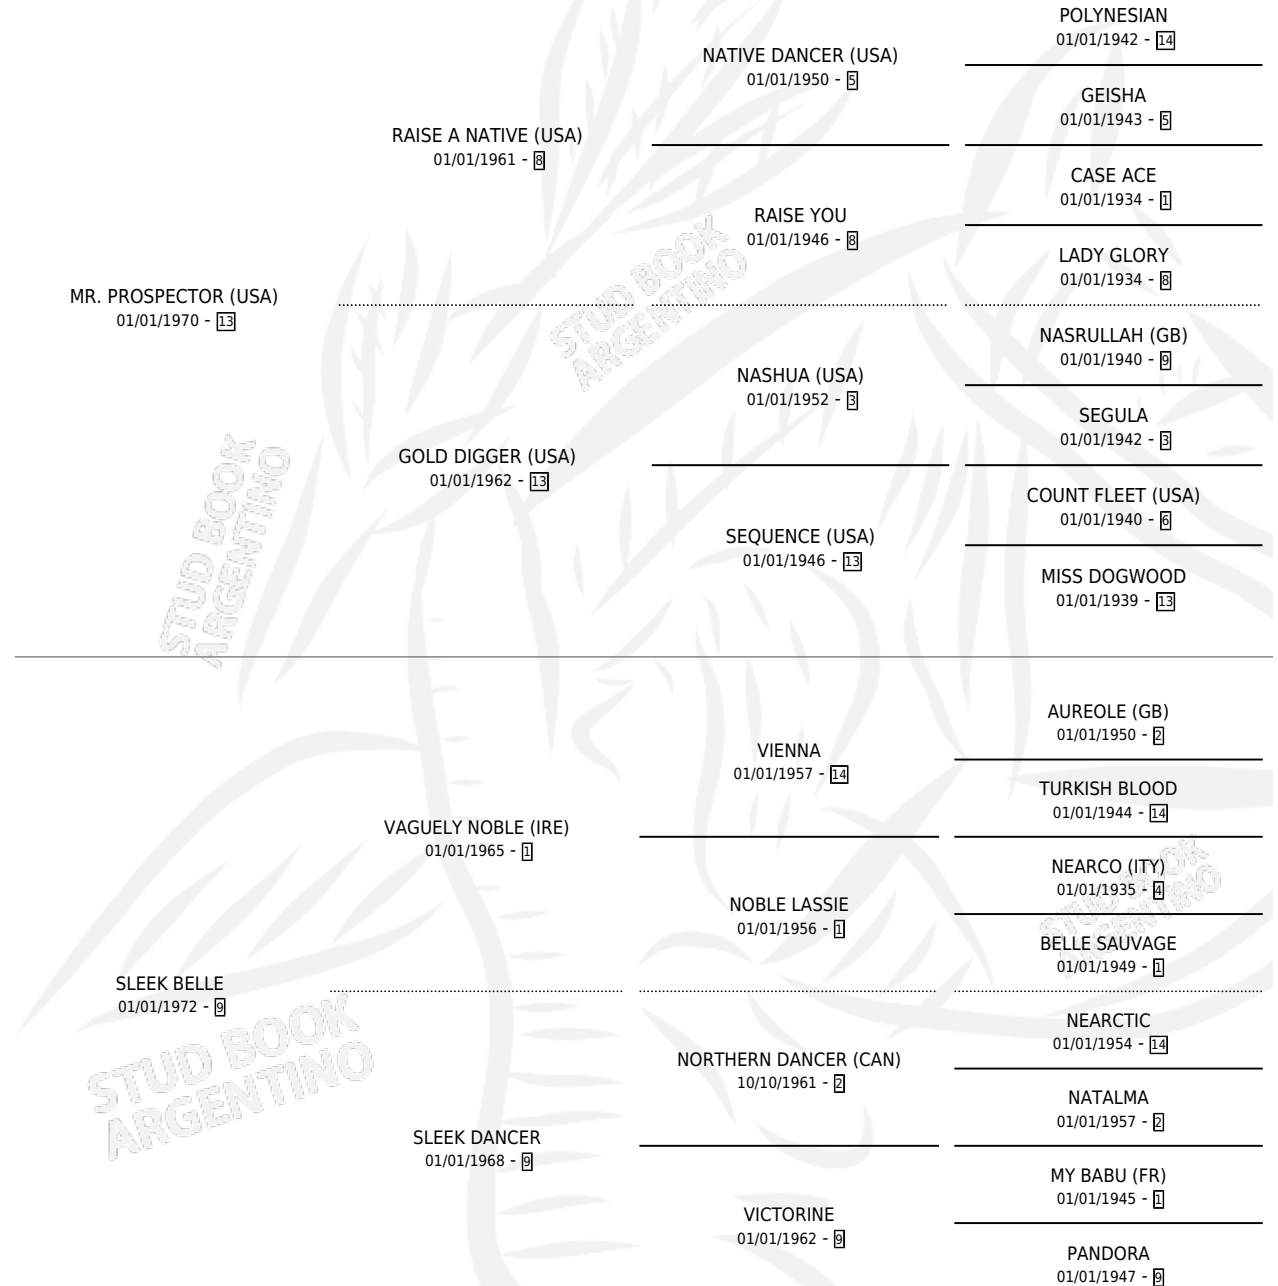 POLYNESIAN
01/01/1942 - 14
NATIVE DANCER (USA)
01/01/1950 - 5
GEISHA
01/01/1943 - 5
RAISE A NATIVE (USA)
01/01/1961 - 8
CASE ACE
01/01/1934 - 1
RAISE YOU
01/01/1946 - 8
LADY GLORY
01/01/1934 - 8
MR. PROSPECTOR (USA)
01/01/1970 - 13
NASRULLAH (GB)
01/01/1940 - 9
NASHUA (USA)
01/01/1952 - 3
SEGULA
01/01/1942 - 3
GOLD DIGGER (USA)
01/01/1962 - 13
COUNT FLEET (USA)
01/01/1940 - 6
SEQUENCE (USA)
01/01/1946 - 13
MISS DOGWOOD
01/01/1939 - 13
STUD BOOK
ARGENTINO
STUD BOOK
ARGENTINO
AUREOLE (GB)
01/01/1950 - 2
VIENNA
01/01/1957 - 14
TURKISH BLOOD
01/01/1944 - 14
VAGUELY NOBLE (IRE)
01/01/1965 - 1
NEARCO (ITY)
01/01/1935 - 4
NOBLE LASSIE
01/01/1956 - 1
BELLE SAUVAGE
01/01/1949 - 1
STUD BOOK
ARGENTINO
SLEEK BELLE
01/01/1972 - 9
NEARCTIC
01/01/1954 - 14
NORTHERN DANCER (CAN)
10/10/1961 - 2
NATALMA
01/01/1957 - 2
STUD BOOK
ARGENTINO
SLEEK DANCER
01/01/1968 - 9
MY BABU (FR)
01/01/1945 - 1
VICTORINE
01/01/1962 - 9
PANDORA
01/01/1947 - 9